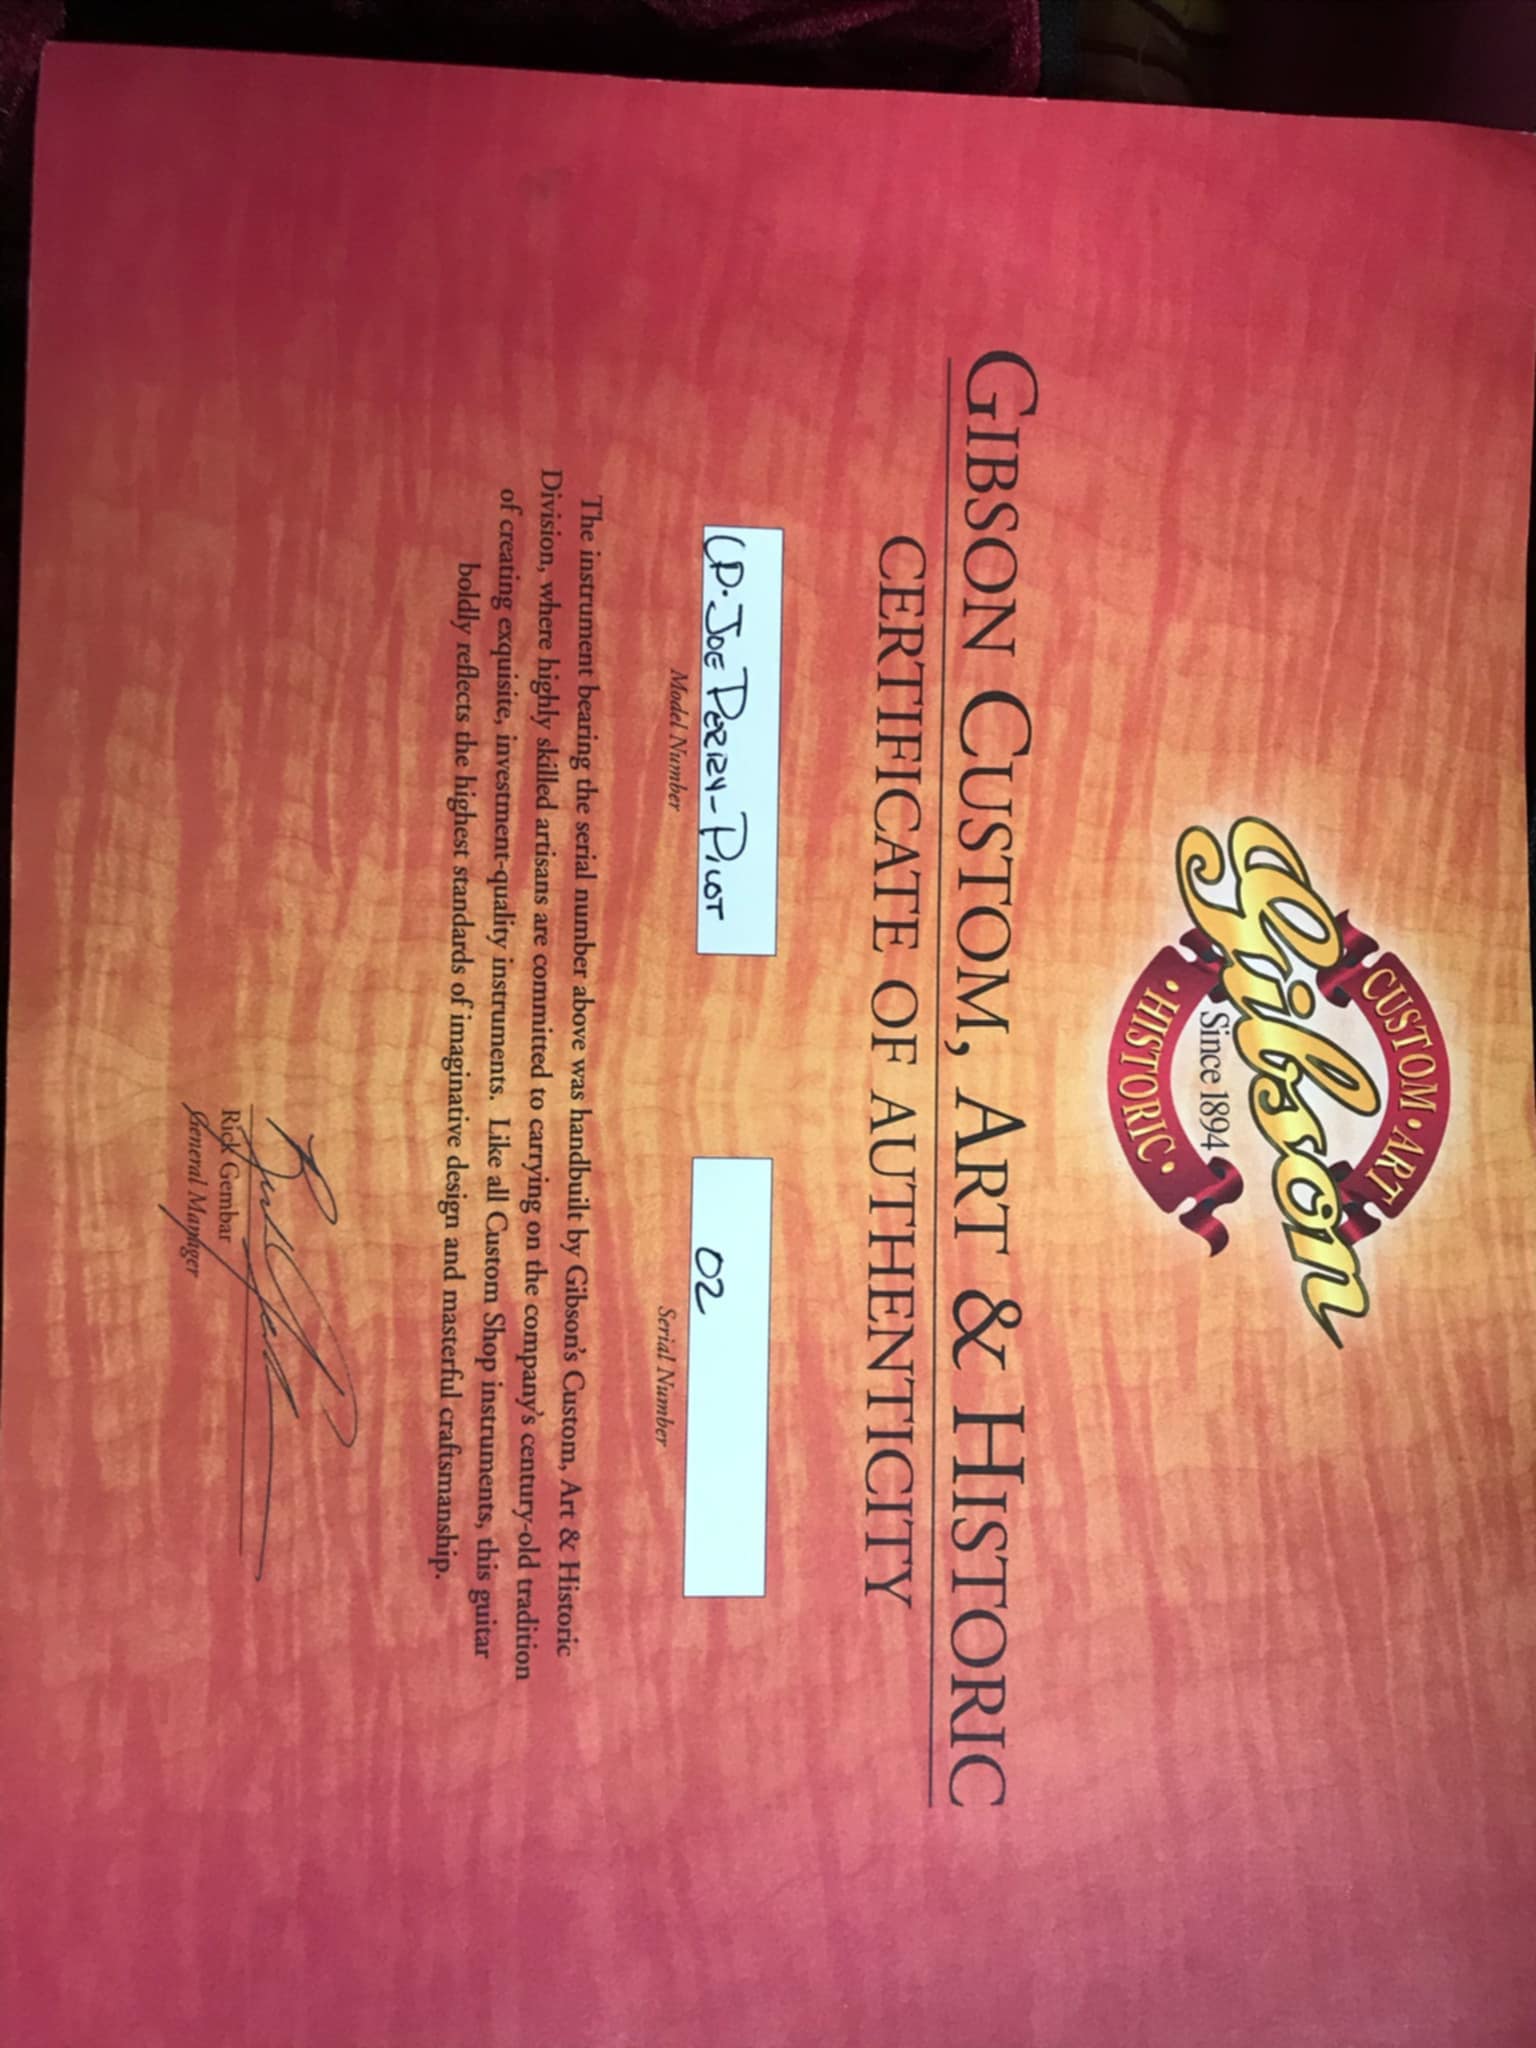 CUSTOM • ART
Gibson
Since 1894
• HISTORIC •
GIBSON CUSTOM, ART & HISTORIC
CERTIFICATE OF AUTHENTICITY
LP. JOE PERRY-PILOT
02
Model Number
Serial Number
The instrument bearing the serial number above was handbuilt by Gibson's Custom, Art & Historic
Division, where highly skilled artisans are committed to carrying on the company's century-old tradition
of creating exquisite, investment-quality instruments. Like all Custom Shop instruments, this guitar
boldly reflects the highest standards of imaginative design and masterful craftsmanship.
Rick Gembar
General Manager